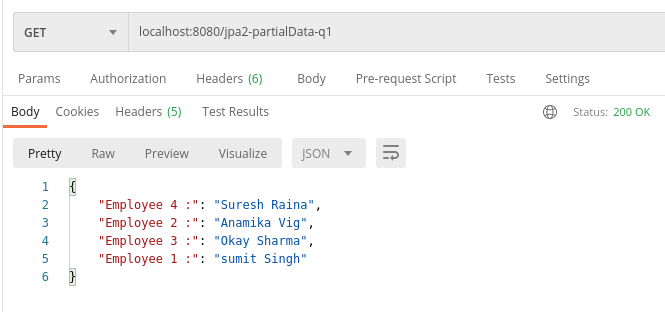 GET localhost:8080/jpa2-partialData-q1
Params Authorization Headers (6) Body Pre-request Script Tests Settings
Body Cookies Headers (5) Test Results Status: 200 OK
Pretty Raw Preview Visualize JSON
1 {
2 "Employee 4 :": "Suresh Raina",
3 "Employee 2 :": "Anamika Vig",
4 "Employee 3 :": "Okay Sharma",
5 "Employee 1 :": "sumit Singh"
6 }